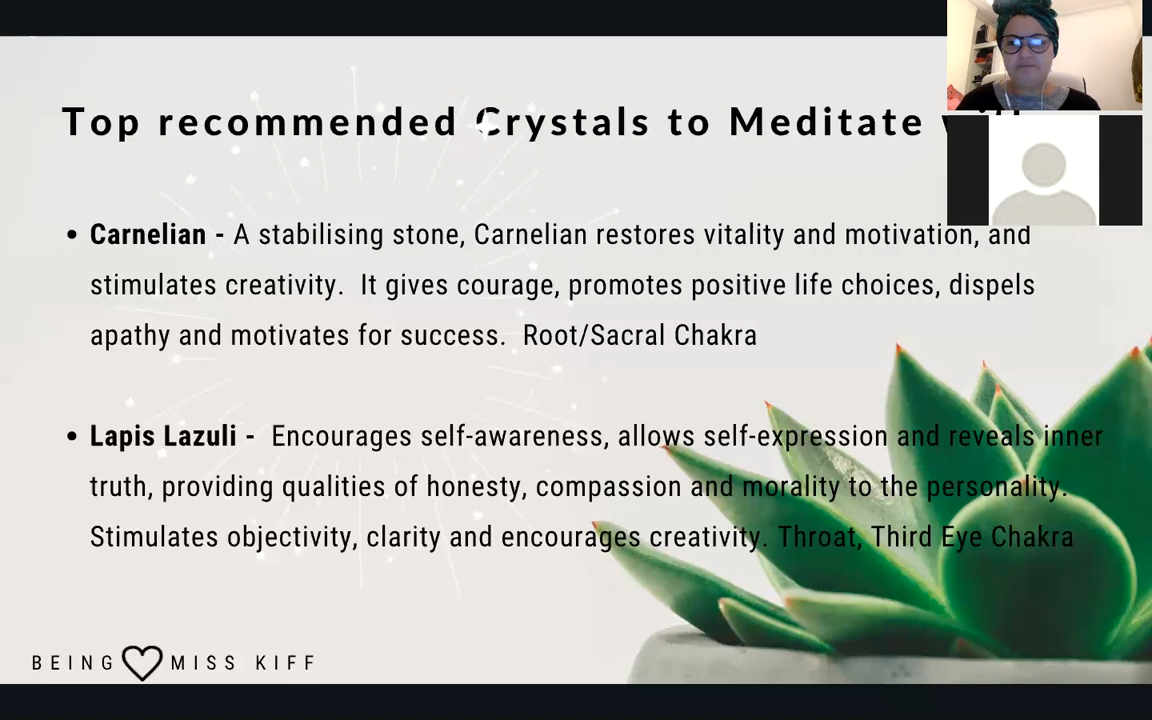 Top recommended Crystals to Meditate
• Carnelian - A stabilising stone, Carnelian restores vitality and motivation, and
stimulates creativity.  It gives courage, promotes positive life choices, dispels
apathy and motivates for success.  Root/Sacral Chakra
• Lapis Lazuli -  Encourages self-awareness, allows self-expression and reveals inner
truth, providing qualities of honesty, compassion and morality to the personality.
Stimulates objectivity, clarity and encourages creativity. Throat, Third Eye Chakra
BEING MISS KIFF